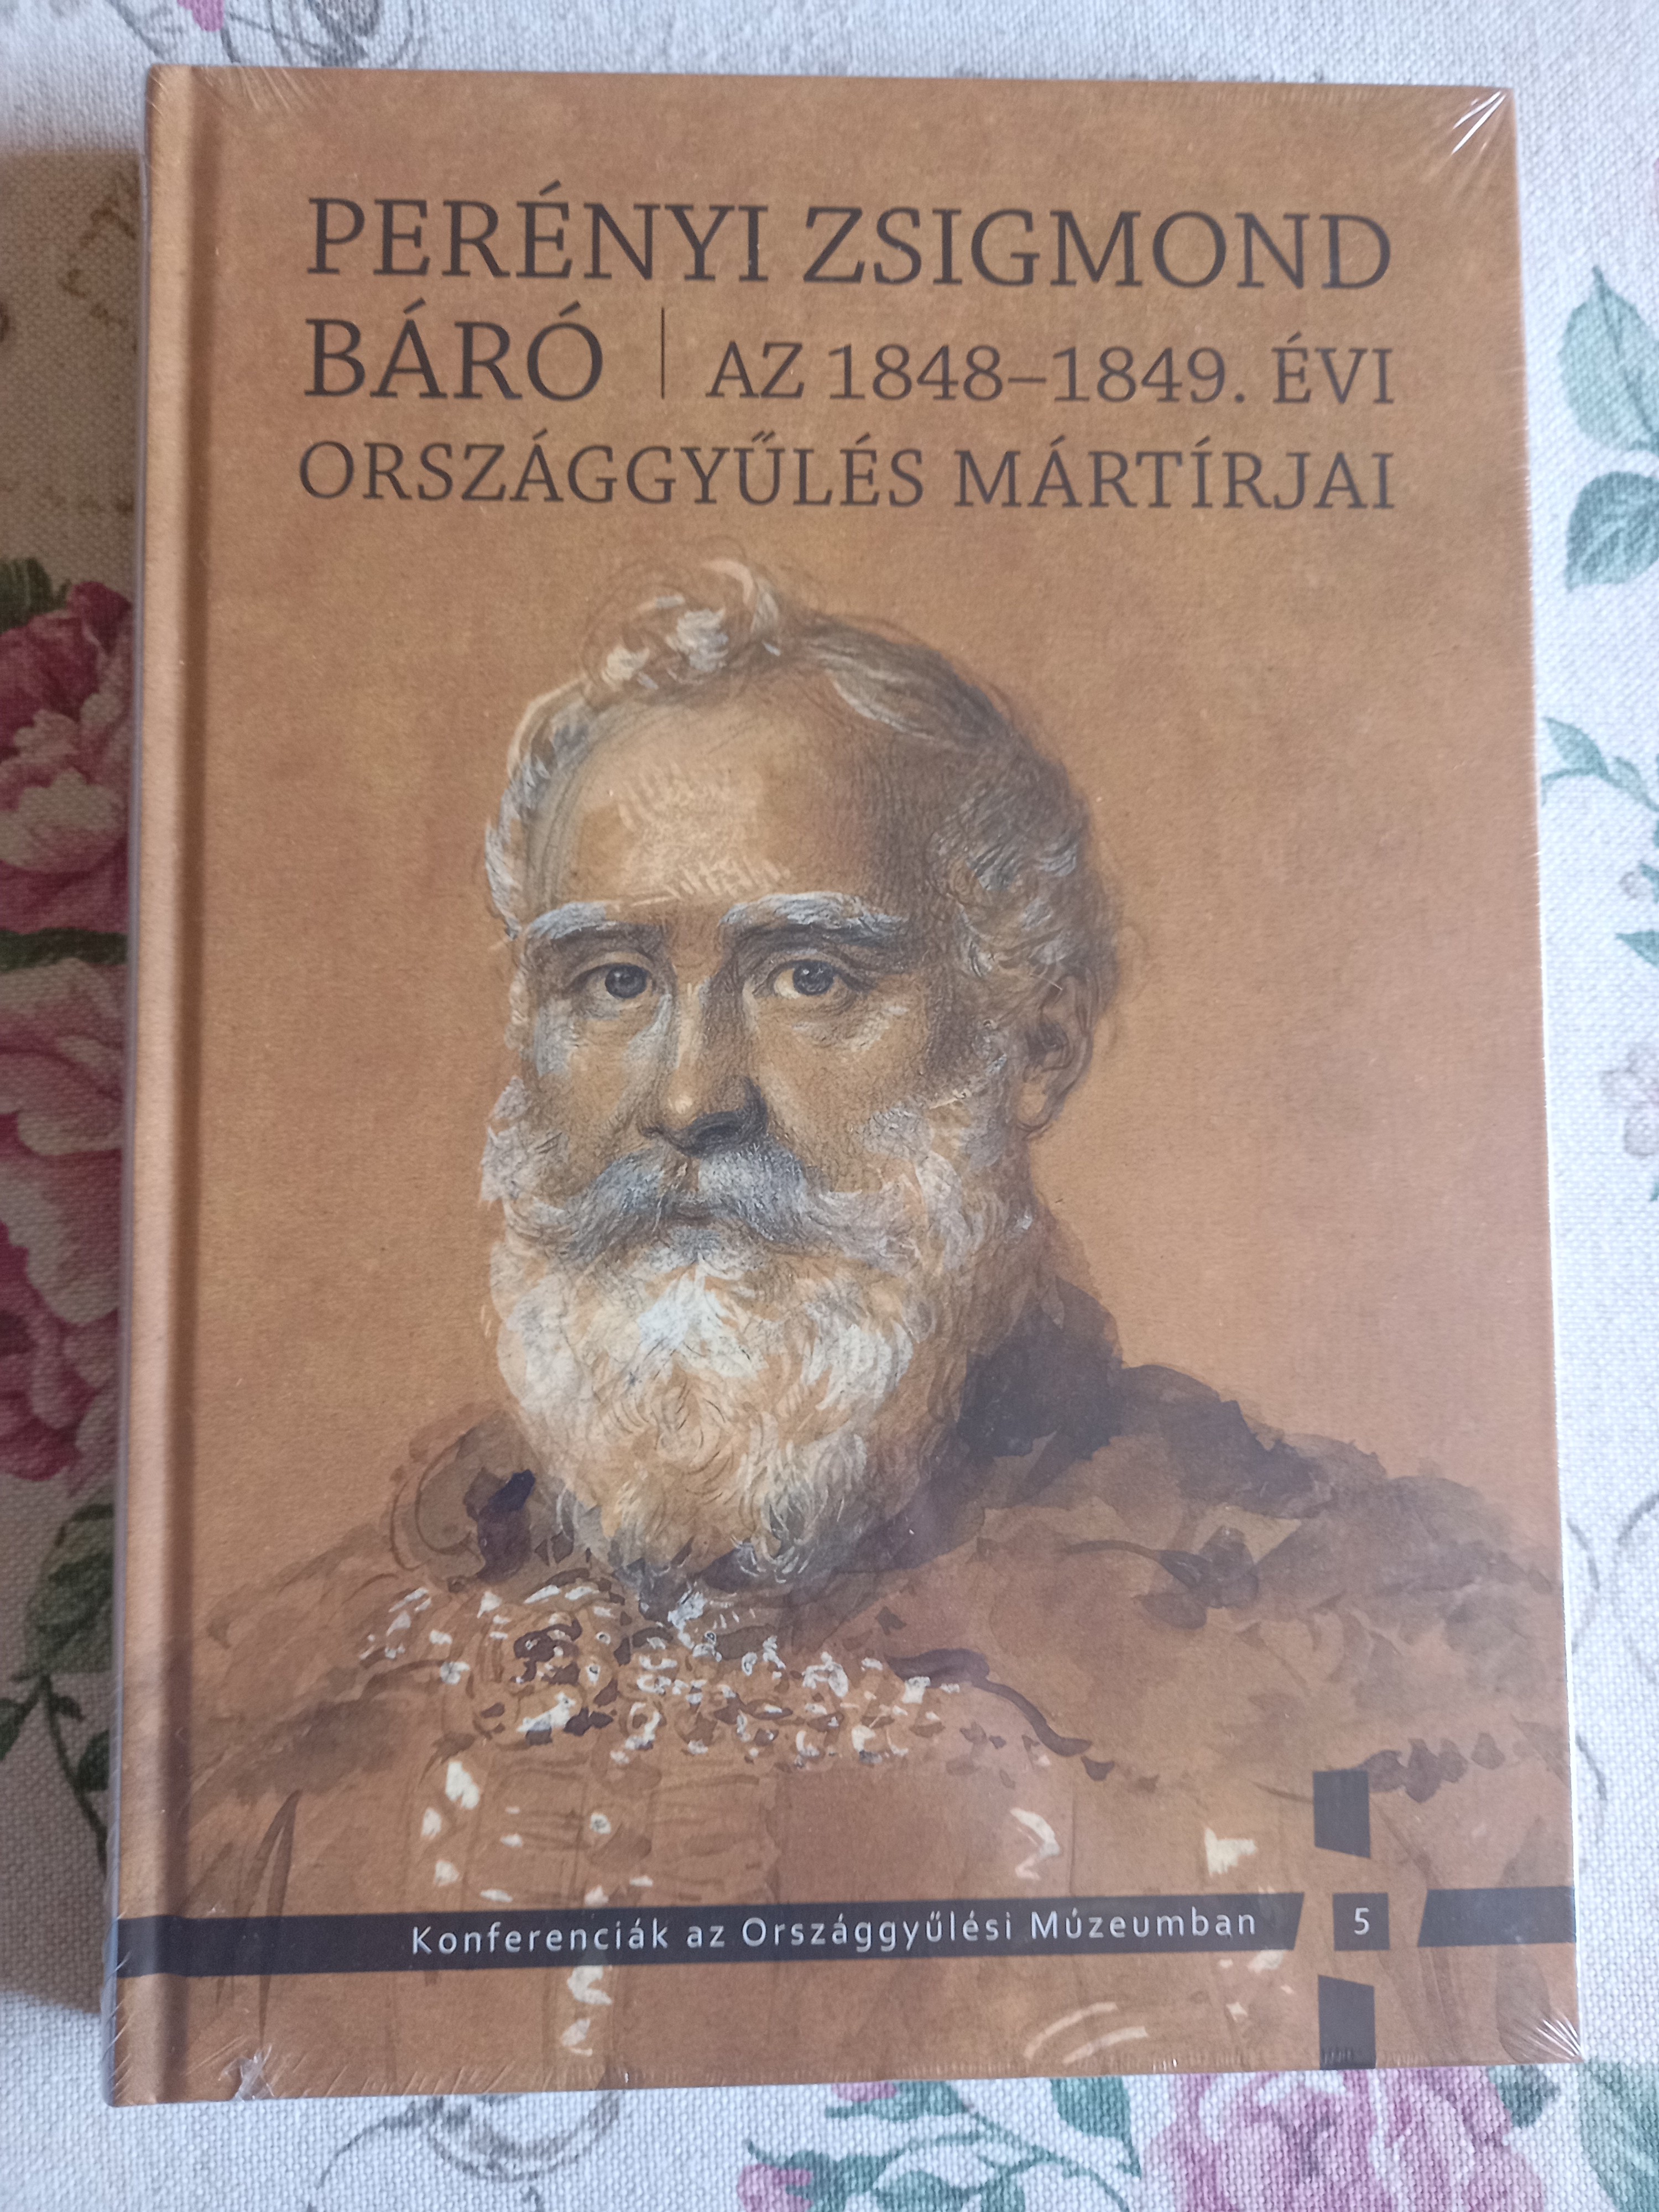 PERÉNYI ZSIGMOND
BÁRÓ | AZ 1848–1849. ÉVI
ORSZÁGGYŰLÉS MÁRTÍRJAI
Konferenciák az Országgyűlési Múzeumban 5